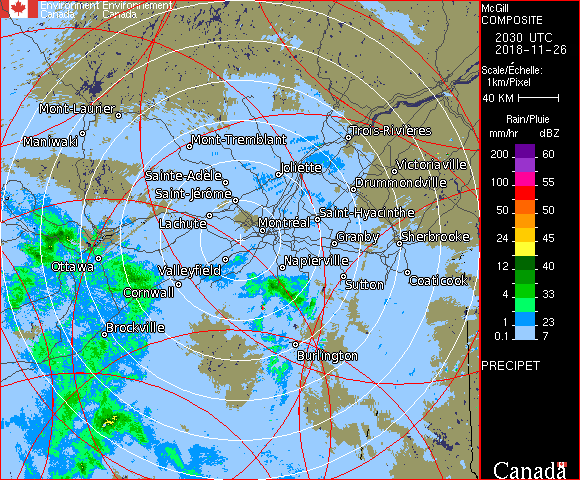 Environment Environnement
Canada Canada
McGill
COMPOSITE
2030 UTC
2018-11-26
Scale/Échelle:
1km/Pixel
40 KM
Rain/Pluie
mm/hr dBZ
200 60
100 55
50 50
24 45
12 40
4 33
1 23
0.1 7
PRECIPET
Canada
Mont-Laurier
Maniwaki
Mont-Tremblant
Trois-Rivières
Joliette
Victoriaville
Sainte-Adèle
Drummondville
Saint-Jérôme
Saint-Hyacinthe
Lachute
Montréal
Granby
Sherbrooke
Ottawa
Valleyfield
Napierville
Cornwall
Sutton
Coaticook
Brockville
Burlington